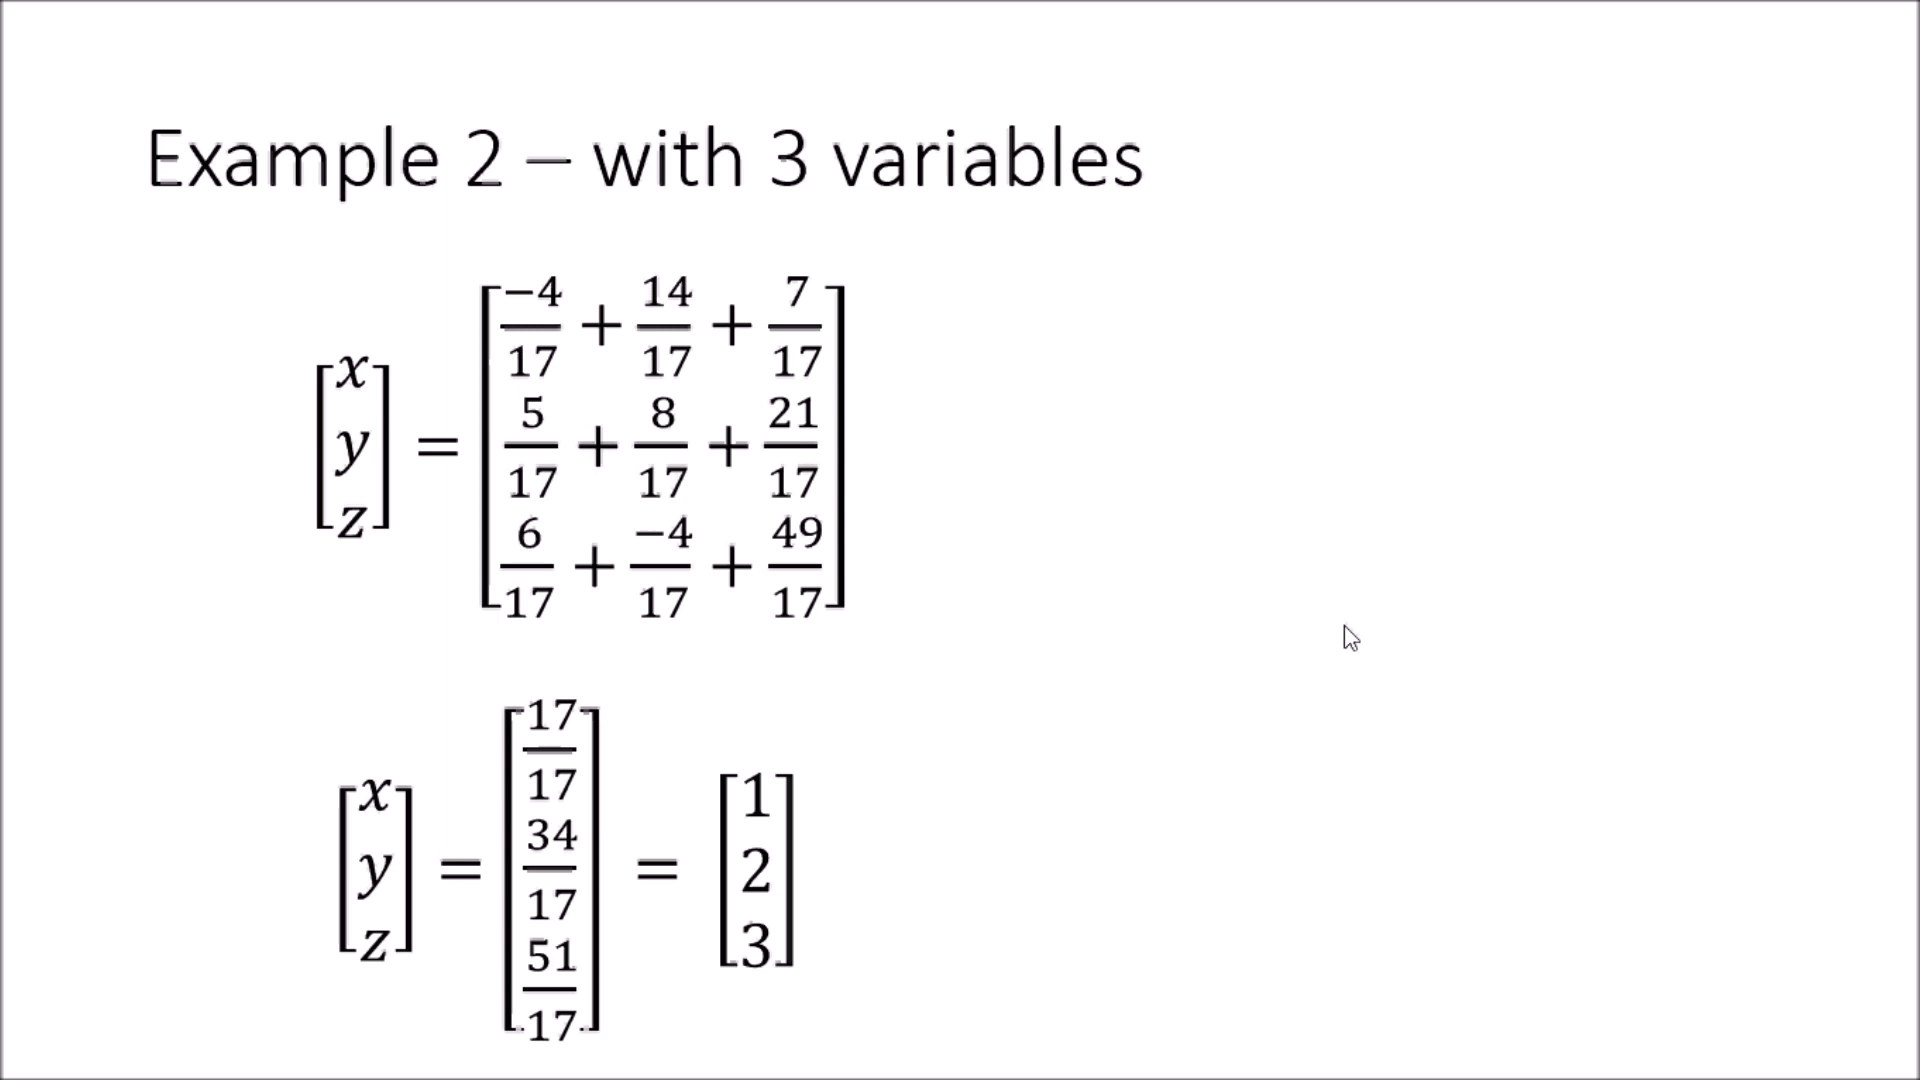 Example 2 – with 3 variables
[x y z] = [−4/17 + 14/17 + 7/17
5/17 + 8/17 + 21/17
6/17 + −4/17 + 49/17]
[x y z] = [17/17 34/17 51/17] = [1 2 3]